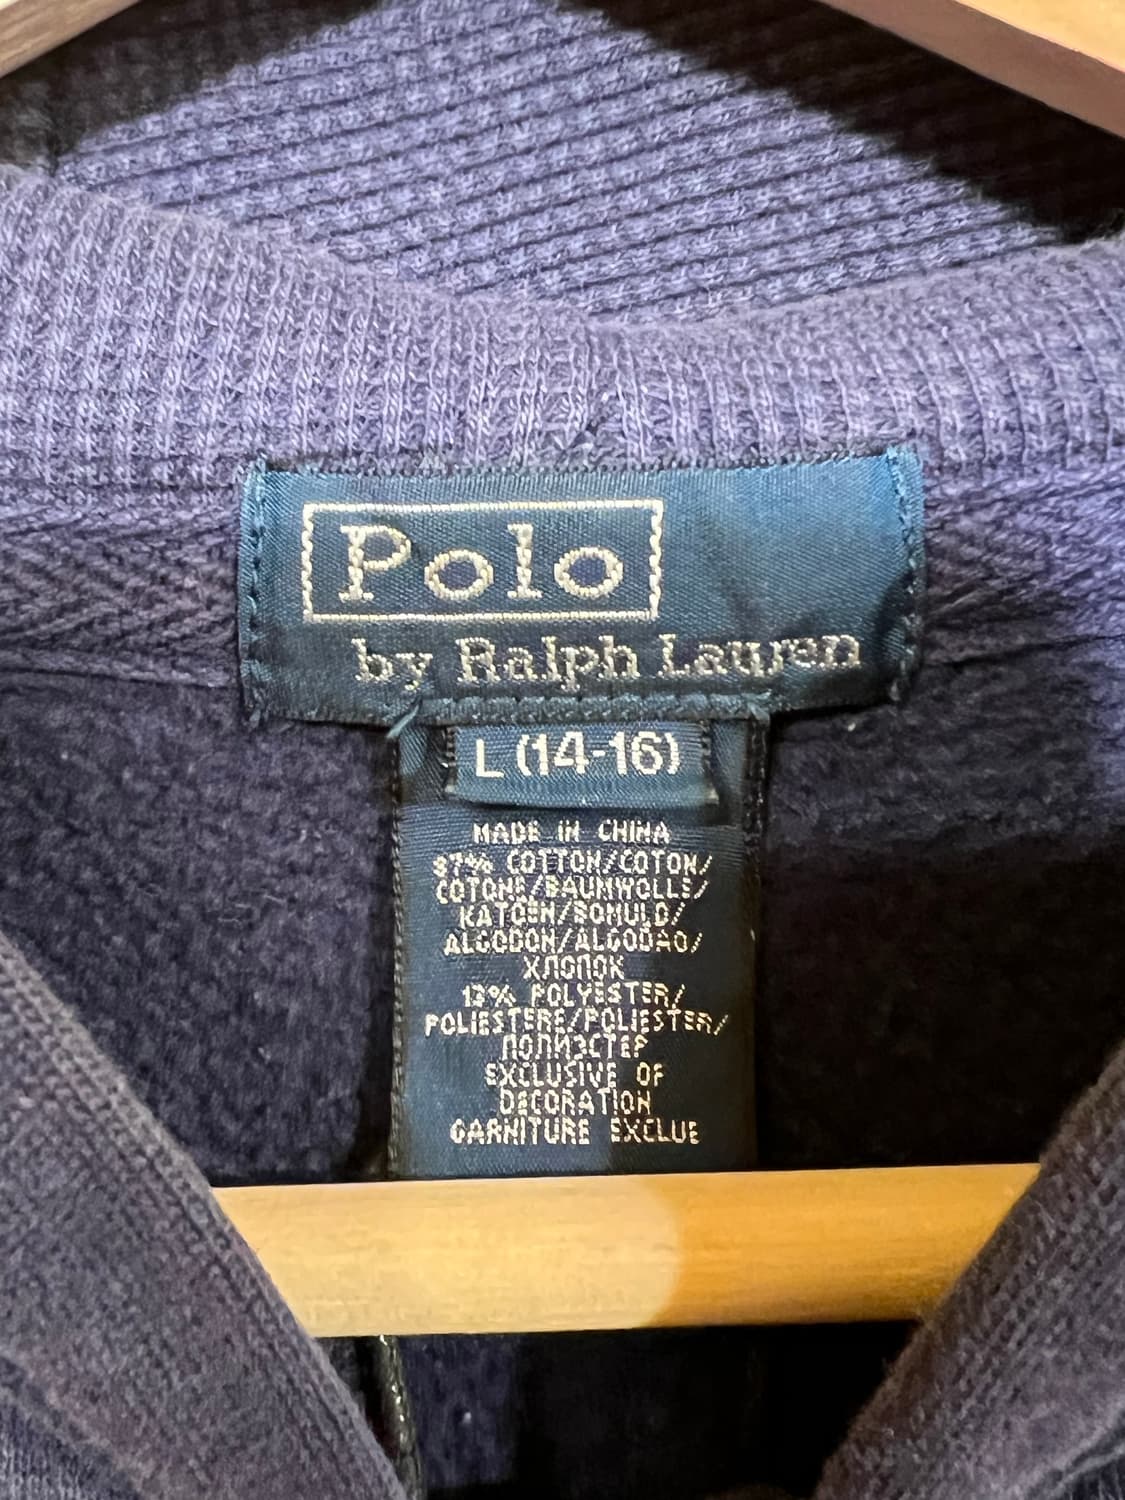 Polo
by Ralph Lauren
L (14-16)
MADE IN CHINA
87% COTTON/COTON/
COTONE/BAUMWOLLE/
KATOEN/BOMULD/
ALGODON/ALGODAO/
ХЛОПОК
13% POLYESTER/
POLIESTERE/POLIESTER/
ПОЛИЭСТЕР
EXCLUSIVE OF
DECORATION
GARNITURE EXCLUE